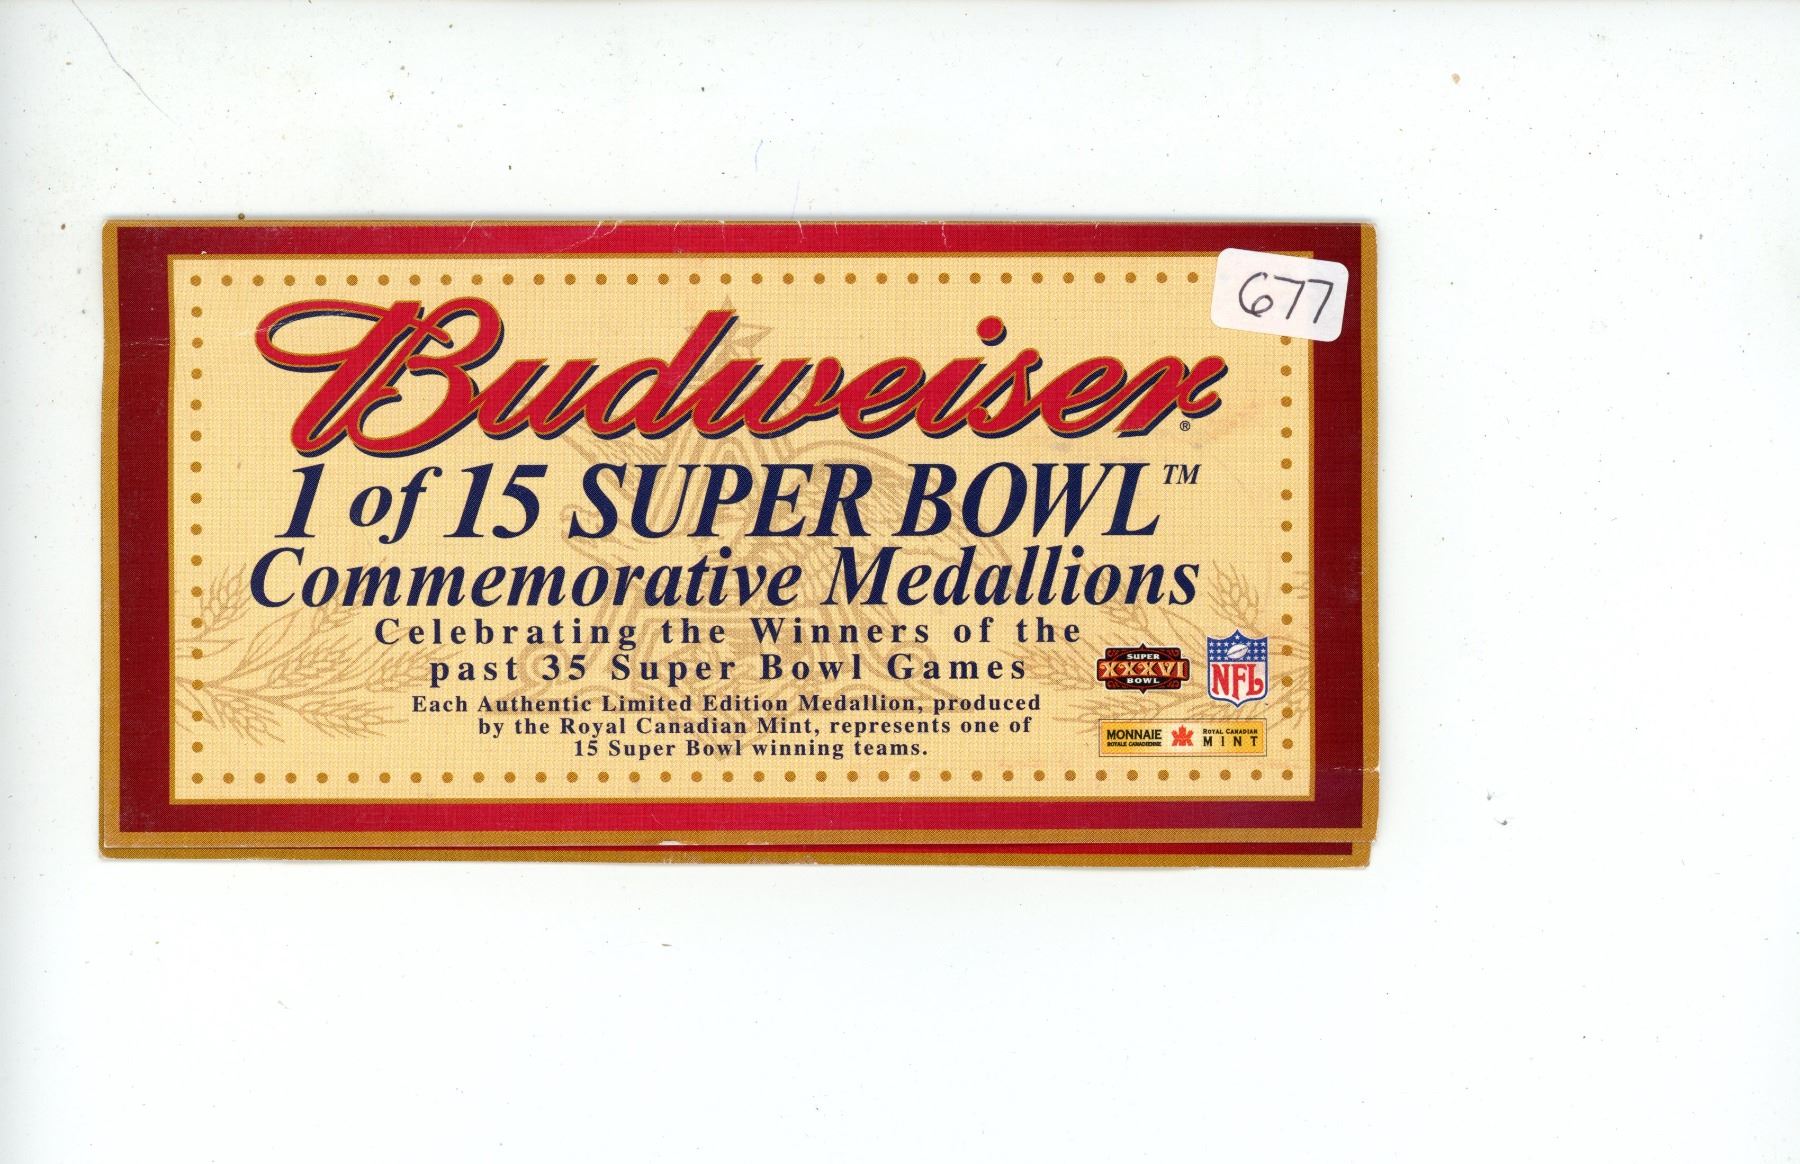 677
Budweiser®
1 of 15 SUPER BOWL™
Commemorative Medallions
Celebrating the Winners of the
past 35 Super Bowl Games
Each Authentic Limited Edition Medallion, produced
by the Royal Canadian Mint, represents one of
15 Super Bowl winning teams.
SUPER
XXXVI
BOWL
NFL
MONNAIE
ROYALE CANADIENNE
ROYAL CANADIAN
MINT